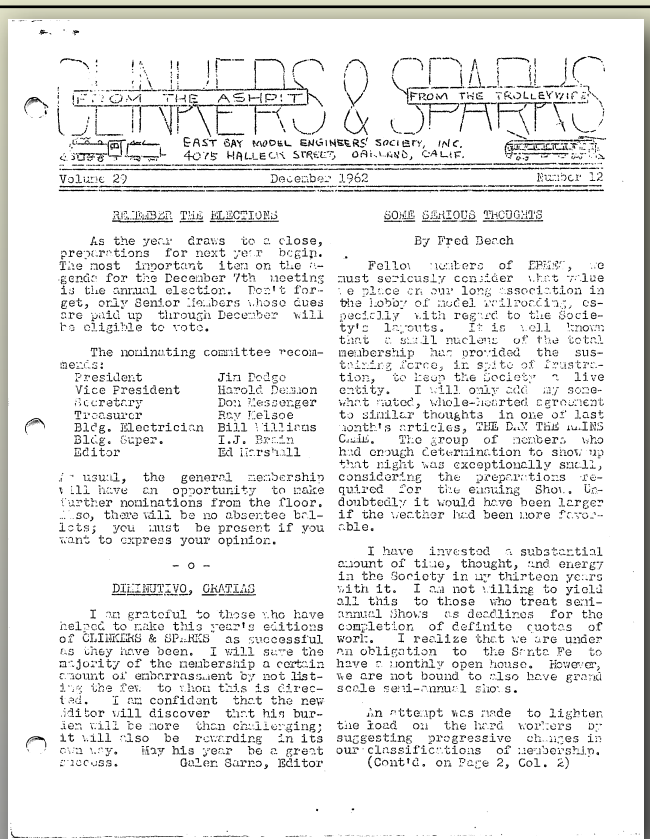 CLINKERS & SPARKS
FROM THE ASHPIT
FROM THE TROLLEYWIRE
EAST BAY MODEL ENGINEERS' SOCIETY, INC.
4075 HALLECK STREET, OAKLAND, CALIF.
Volume 29 December 1962 Number 12
REMEMBER THE ELECTIONS
As the year draws to a close,
preparations for next year begin.
The most important item on the a-
genda for the December 7th meeting
is the annual election. Don't for-
get, only Senior Members whose dues
are paid up through December will
be eligible to vote.
The nominating committee recom-
mends:
President Jim Dodge
Vice President Harold Denmon
Secretary Don Messenger
Treasurer Ray Nelsoe
Bldg. Electrician Bill Williams
Bldg. Super. I.J. Brain
Editor Ed Marshall
As usual, the general membership
will have an opportunity to make
further nominations from the floor.
Also, there will be no absentee bal-
lots; you must be present if you
want to express your opinion.
- o -
DIMINUTIVO, GRATIAS
I am grateful to those who have
helped to make this year's editions
of CLINKERS & SPARKS as successful
as they have been. I will save the
majority of the membership a certain
amount of embarrassment by not list-
ing the few to whom this is direc-
ted. I am confident that the new
Editor will discover that his bur-
den will be more than challenging;
it will also be rewarding in its
own way. May his year be a great
success. Galen Sarno, Editor
SOME SERIOUS THOUGHTS
By Fred Beach
Fellow members of EBMES, we
must seriously consider what value
we place on our long association in
the hobby of model railroading, es-
pecially with regard to the Socie-
ty's layouts. It is well known
that a small nucleus of the total
membership has provided the sus-
taining force, in spite of frustra-
tion, to keep the Society a live
entity. I will only add my some-
what muted, whole-hearted agreement
to similar thoughts in one of last
month's articles, THE DAY THE RAINS
CAME. The group of members who
had enough determination to show up
that night was exceptionally small,
considering the preparations re-
quired for the ensuing Show. Un-
doubtedly it would have been larger
if the weather had been more favor-
able.
I have invested a substantial
amount of time, thought, and energy
in the Society in my thirteen years
with it. I am not willing to yield
all this to those who treat semi-
annual Shows as deadlines for the
completion of definite quotas of
work. I realize that we are under
an obligation to the Santa Fe to
have a monthly open house. However,
we are not bound to also have grand
scale semi-annual shows.
An attempt was made to lighten
the load on the hard workers by
suggesting progressive changes in
our classifications of membership.
(Cont'd. on Page 2, Col. 2)